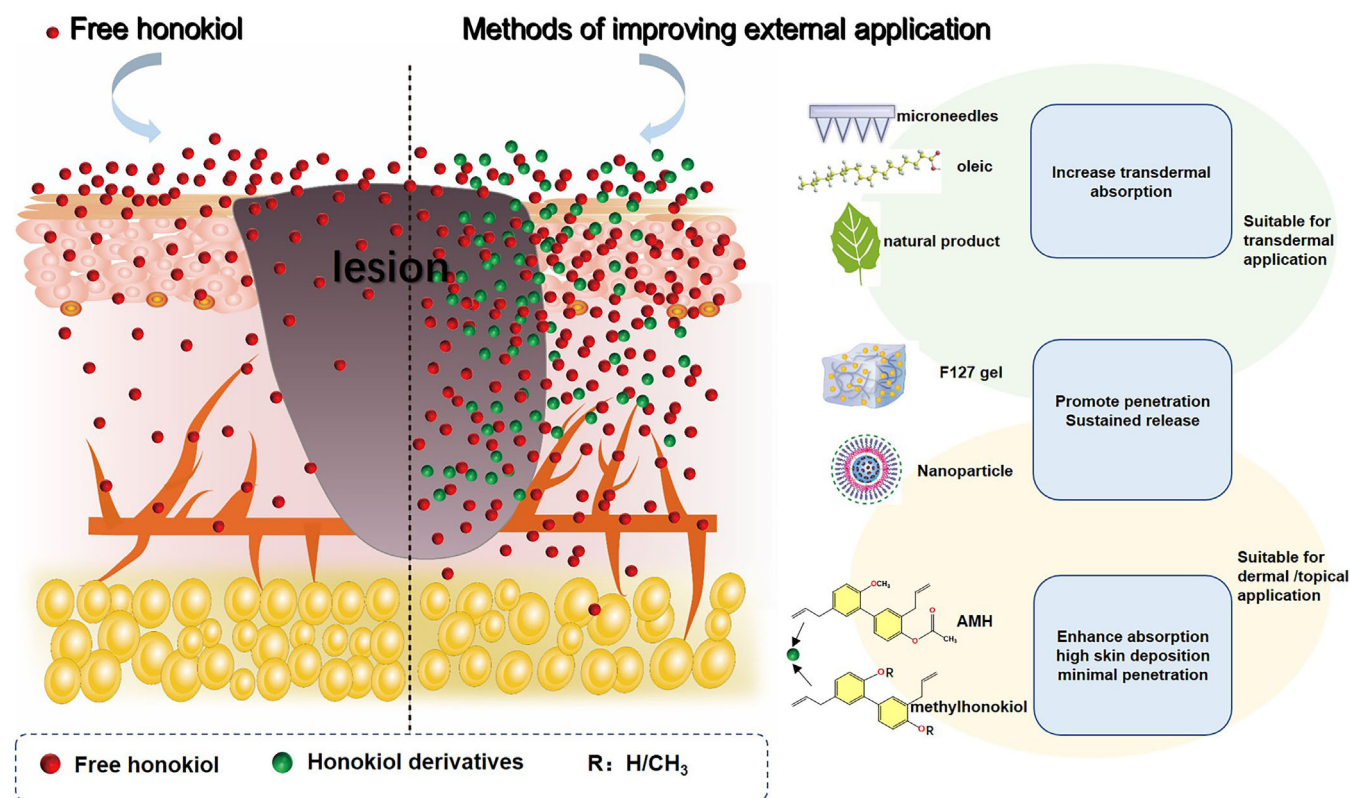 Free honokiol
Methods of improving external application
lesion
microneedles
oleic
natural product
Increase transdermal
absorption
Suitable for
transdermal
application
F127 gel
Nanoparticle
Promote penetration
Sustained release
OCH₃
AMH
O
O
CH₃
OR
methylhonokiol
OR
Enhance absorption
high skin deposition
minimal penetration
Suitable for
dermal /topical
application
Free honokiol
Honokiol derivatives
R：H/CH₃